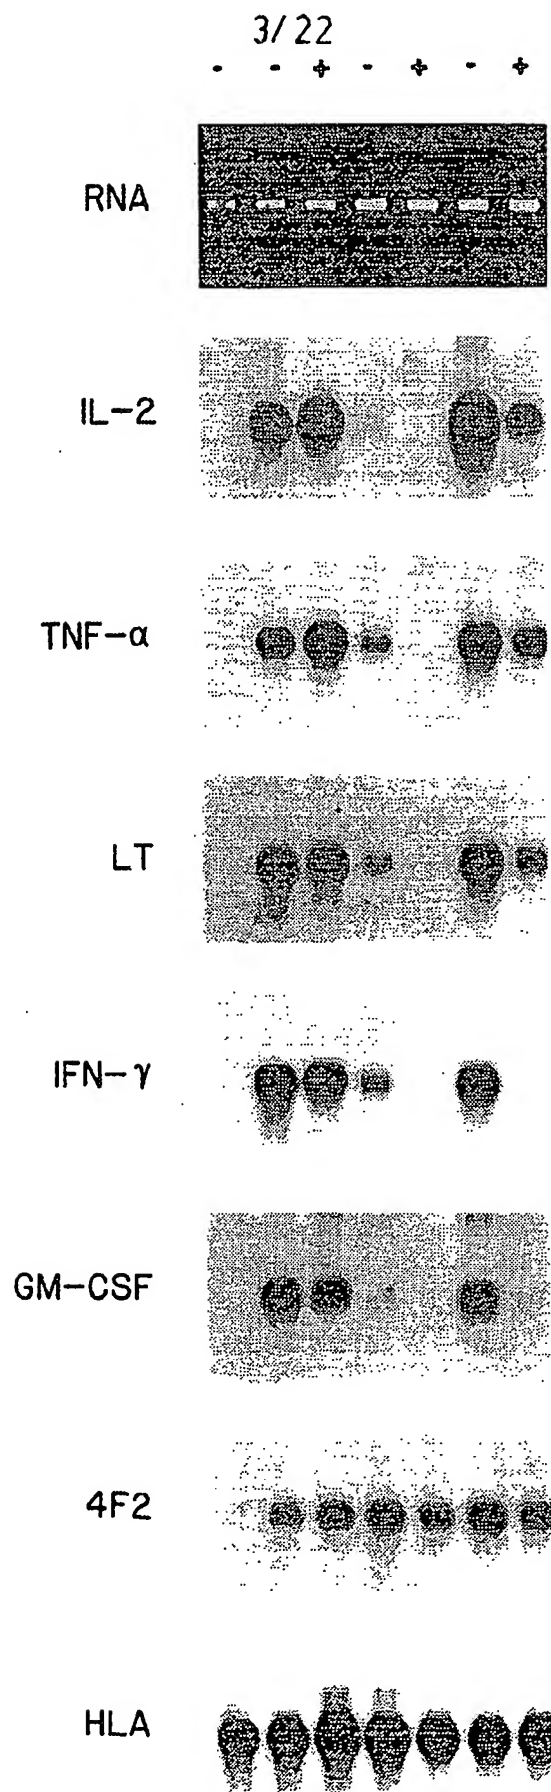 3/22
- - + - + - +
RNA
IL-2
TNF-α
LT
IFN-γ
GM-CSF
4F2
HLA